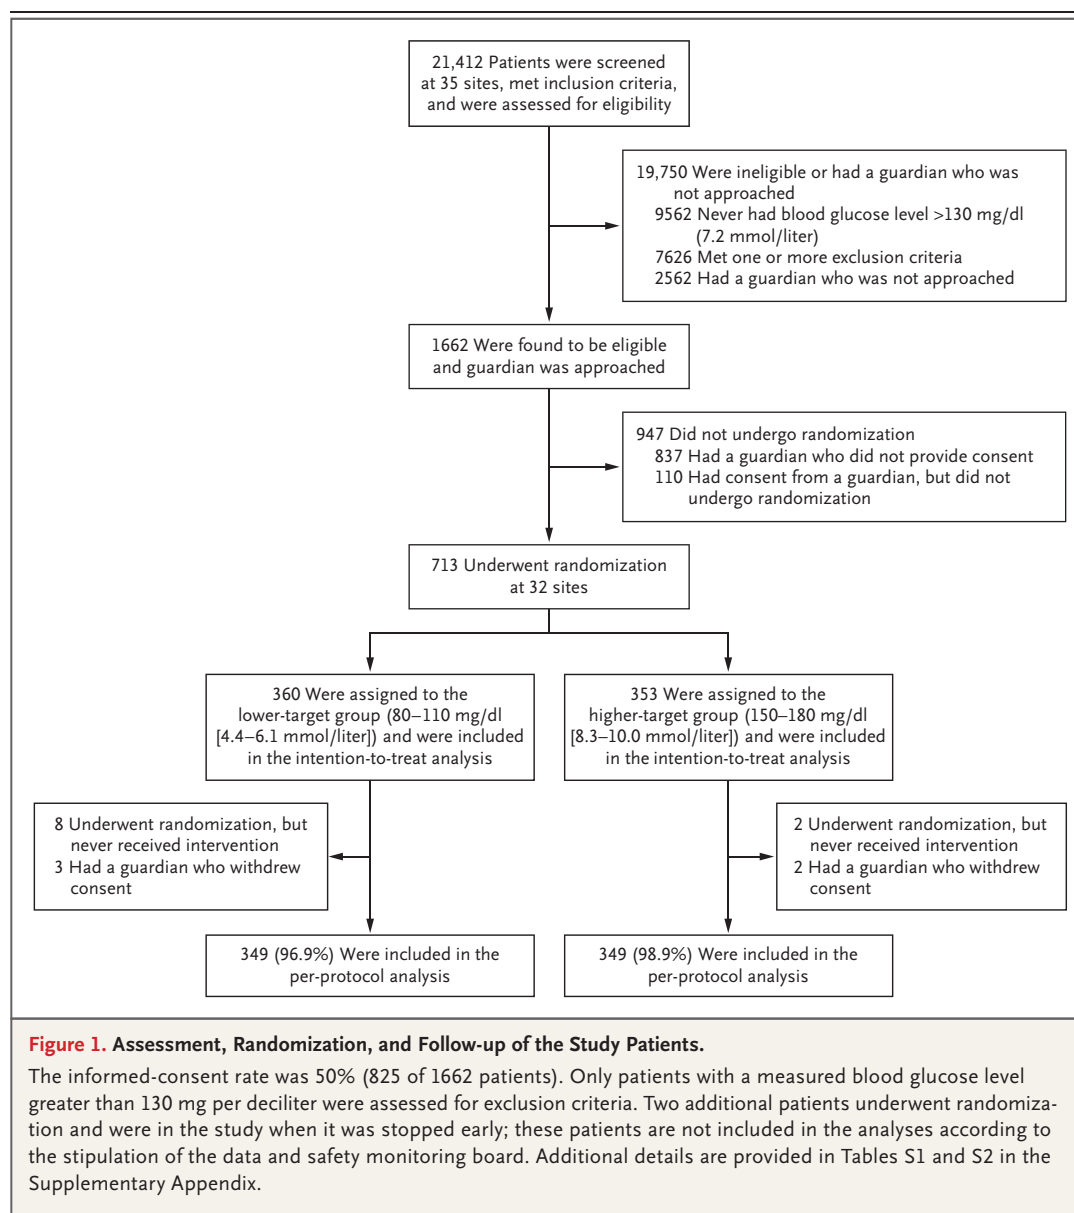 21,412 Patients were screened
at 35 sites, met inclusion criteria,
and were assessed for eligibility
19,750 Were ineligible or had a guardian who was
not approached
9562 Never had blood glucose level >130 mg/dl
(7.2 mmol/liter)
7626 Met one or more exclusion criteria
2562 Had a guardian who was not approached
1662 Were found to be eligible
and guardian was approached
947 Did not undergo randomization
837 Had a guardian who did not provide consent
110 Had consent from a guardian, but did not
undergo randomization
713 Underwent randomization
at 32 sites
360 Were assigned to the
lower-target group (80–110 mg/dl
[4.4–6.1 mmol/liter]) and were included
in the intention-to-treat analysis
353 Were assigned to the
higher-target group (150–180 mg/dl
[8.3–10.0 mmol/liter]) and were included
in the intention-to-treat analysis
8 Underwent randomization, but
never received intervention
3 Had a guardian who withdrew
consent
2 Underwent randomization, but
never received intervention
2 Had a guardian who withdrew
consent
349 (96.9%) Were included in the
per-protocol analysis
349 (98.9%) Were included in the
per-protocol analysis
Figure 1. Assessment, Randomization, and Follow-up of the Study Patients.
The informed-consent rate was 50% (825 of 1662 patients). Only patients with a measured blood glucose level
greater than 130 mg per deciliter were assessed for exclusion criteria. Two additional patients underwent randomiza-
tion and were in the study when it was stopped early; these patients are not included in the analyses according to
the stipulation of the data and safety monitoring board. Additional details are provided in Tables S1 and S2 in the
Supplementary Appendix.